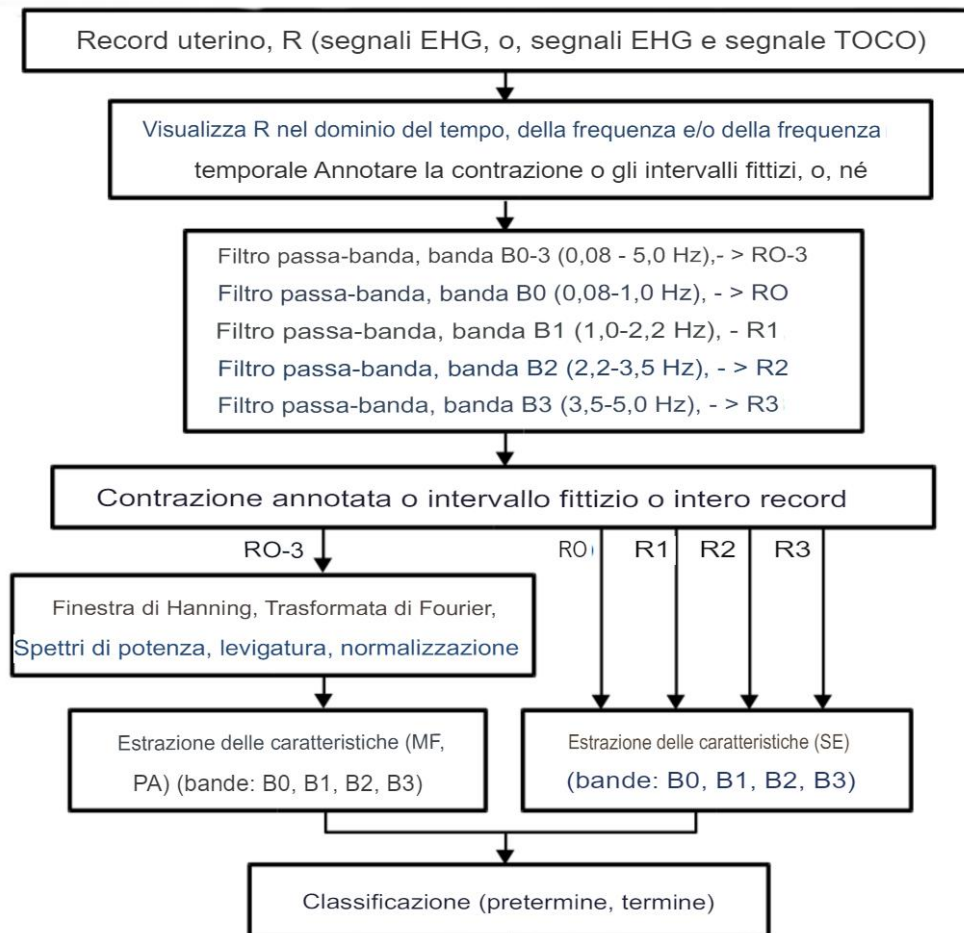 Record uterino, R (segnali EHG, o, segnali EHG e segnale TOCO)
Visualizza R nel dominio del tempo, della frequenza e/o della frequenza
temporale Annotare la contrazione o gli intervalli fittizi, o, né
Filtro passa-banda, banda B0-3 (0,08 - 5,0 Hz),- > RO-3
Filtro passa-banda, banda B0 (0,08-1,0 Hz), - > RO
Filtro passa-banda, banda B1 (1,0-2,2 Hz), - R1
Filtro passa-banda, banda B2 (2,2-3,5 Hz), - > R2
Filtro passa-banda, banda B3 (3,5-5,0 Hz), - > R3
Contrazione annotata o intervallo fittizio o intero record
RO-3 RO R1 R2 R3
Finestra di Hanning, Trasformata di Fourier,
Spettri di potenza, levigatura, normalizzazione
Estrazione delle caratteristiche (MF,
PA) (bande: B0, B1, B2, B3)
Estrazione delle caratteristiche (SE)
(bande: B0, B1, B2, B3)
Classificazione (pretermine, termine)